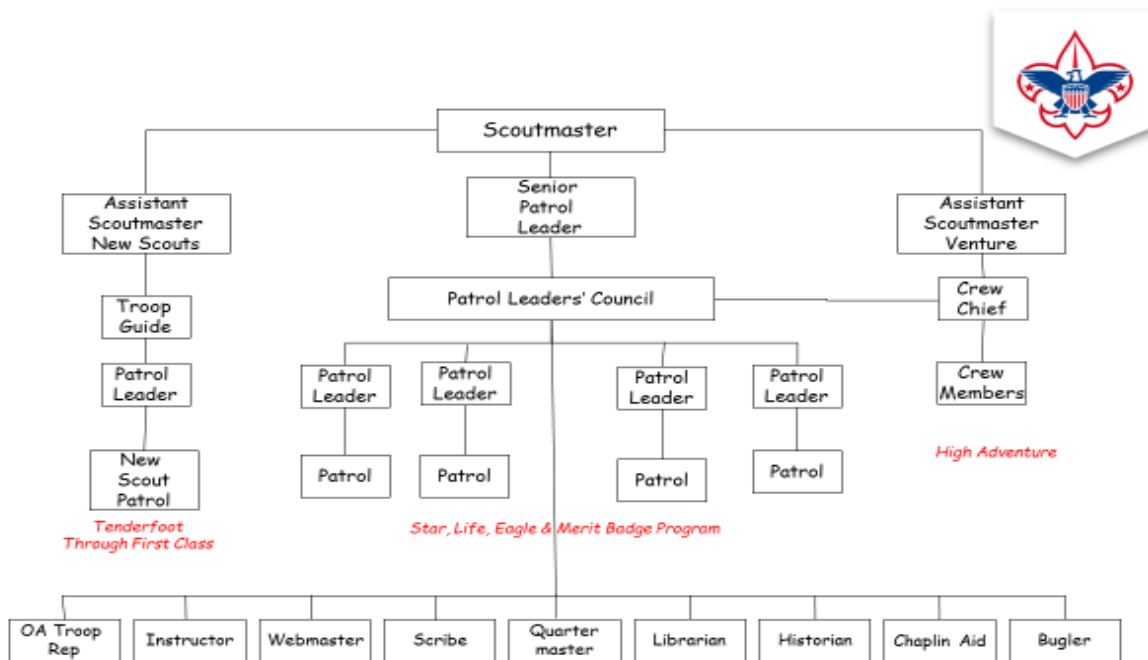 Scoutmaster
Assistant
Scoutmaster
New Scouts
Senior
Patrol
Leader
Assistant
Scoutmaster
Venture
Troop
Guide
Patrol Leaders' Council
Crew
Chief
Patrol
Leader
Patrol
Leader
Patrol
Leader
Patrol
Leader
Patrol
Leader
Crew
Members
New
Scout
Patrol
Patrol
Patrol
Patrol
Patrol
High Adventure
Tenderfoot
Through First Class
Star, Life, Eagle & Merit Badge Program
OA Troop
Rep
Instructor
Webmaster
Scribe
Quarter
master
Librarian
Historian
Chaplin Aid
Bugler